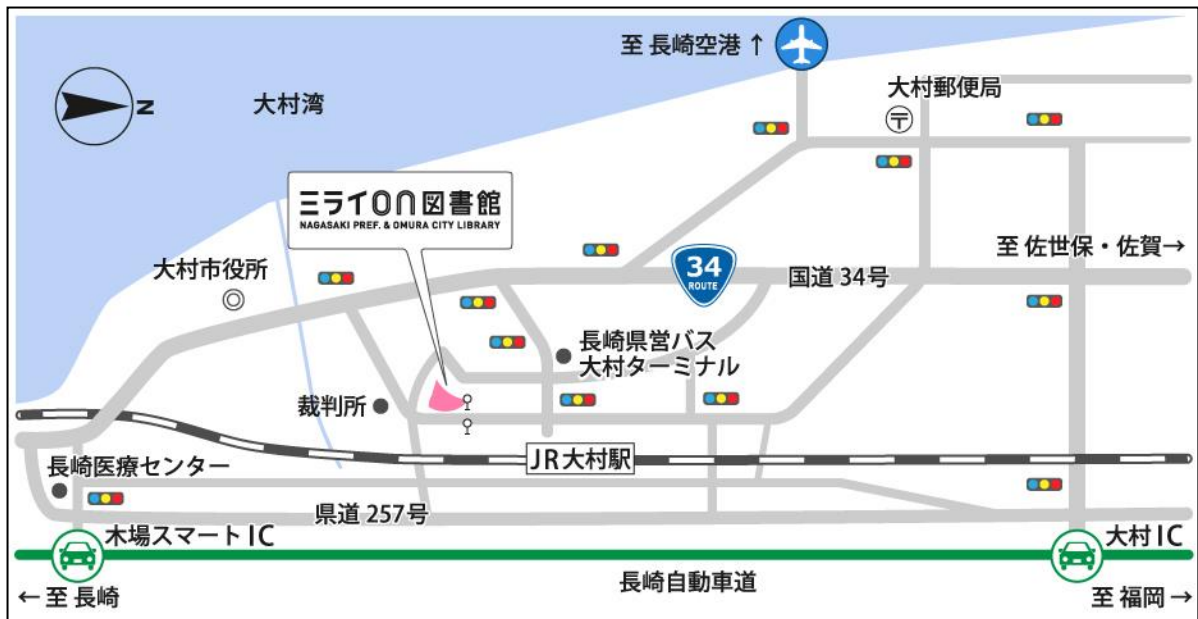 至 長崎空港 ↑
大村郵便局
〒
N
大村湾
ミライon図書館
NAGASAKI PREF. & OMURA CITY LIBRARY
至 佐世保・佐賀→
大村市役所
34
ROUTE
国道 34号
長崎県営バス
大村ターミナル
裁判所
JR大村駅
長崎医療センター
県道 257号
木場スマートIC
大村IC
長崎自動車道
← 至 長崎
至 福岡 →